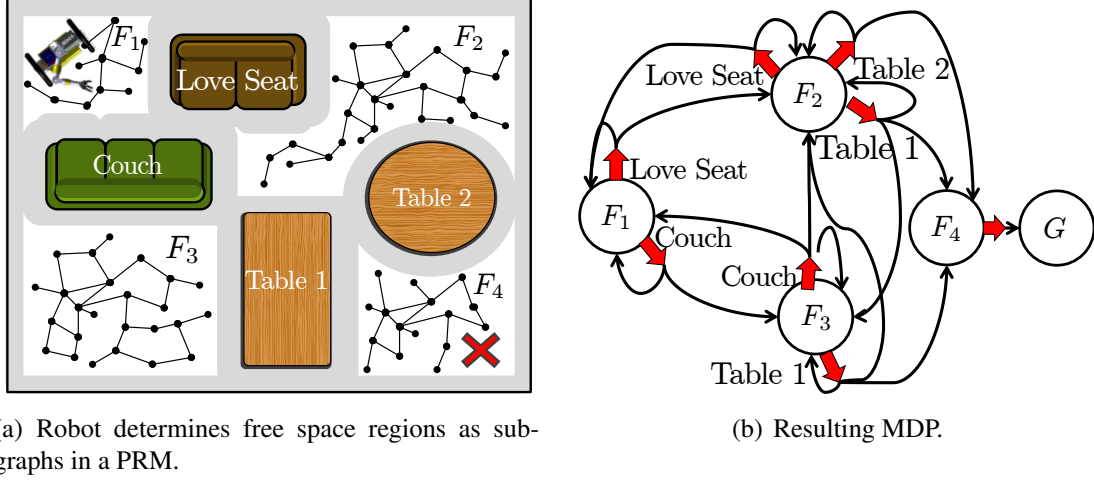 F1
F2
Love Seat
Couch
Table 2
F3
Table 1
F4
Love Seat
F2
Table 2
Table 1
Love Seat
F1
Couch
F4
G
Couch
F3
Table 1
(a) Robot determines free space regions as sub-
graphs in a PRM.
(b) Resulting MDP.